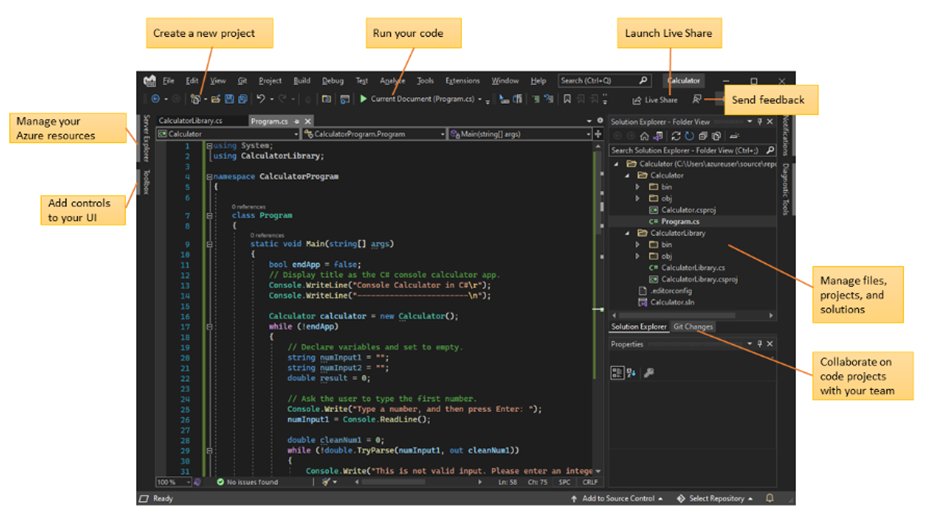 Create a new project
Run your code
Launch Live Share
File Edit View Git Project Build Debug Test Analyze Tools Extensions Window Help Search (Ctrl+Q) Calculator
Current Document (Program.cs)
Live Share
Send feedback
Manage your
Azure resources
Add controls
to your UI
Server Explorer
Toolbox
CalculatorLibrary.cs Program.cs
Calculator CalculatorProgram.Program Main(string[] args)
1 using System;
2 using CalculatorLibrary;
3
4 namespace CalculatorProgram
5 {
6
0 references
7 class Program
8 {
0 references
9 static void Main(string[] args)
10 {
11 bool endApp = false;
12 // Display title as the C# console calculator app.
13 Console.WriteLine("Console Calculator in C#\r");
14 Console.WriteLine("------------------------\n");
15
16 Calculator calculator = new Calculator();
17 while (!endApp)
18 {
19 // Declare variables and set to empty.
20 string numInput1 = "";
21 string numInput2 = "";
22 double result = 0;
23
24 // Ask the user to type the first number.
25 Console.Write("Type a number, and then press Enter: ");
26 numInput1 = Console.ReadLine();
27
28 double cleanNum1 = 0;
29 while (!double.TryParse(numInput1, out cleanNum1))
30 {
31 Console.Write("This is not valid input. Please enter an intege
100 % No issues found Ln: 58 Ch: 75 SPC CRLF
Solution Explorer - Folder View
Search Solution Explorer - Folder View (Ctrl+;)
Calculator (C:\Users\azureuse\source\repo
Calculator
bin
obj
Calculator.csproj
C# Program.cs
CalculatorLibrary
bin
obj
C# CalculatorLibrary.cs
CalculatorLibrary.csproj
.editorconfig
Calculator.sln
Solution Explorer Git Changes
Properties
Notifications
Diagnostic Tools
Manage files,
projects, and
solutions
Collaborate on
code projects
with your team
Ready Add to Source Control Select Repository